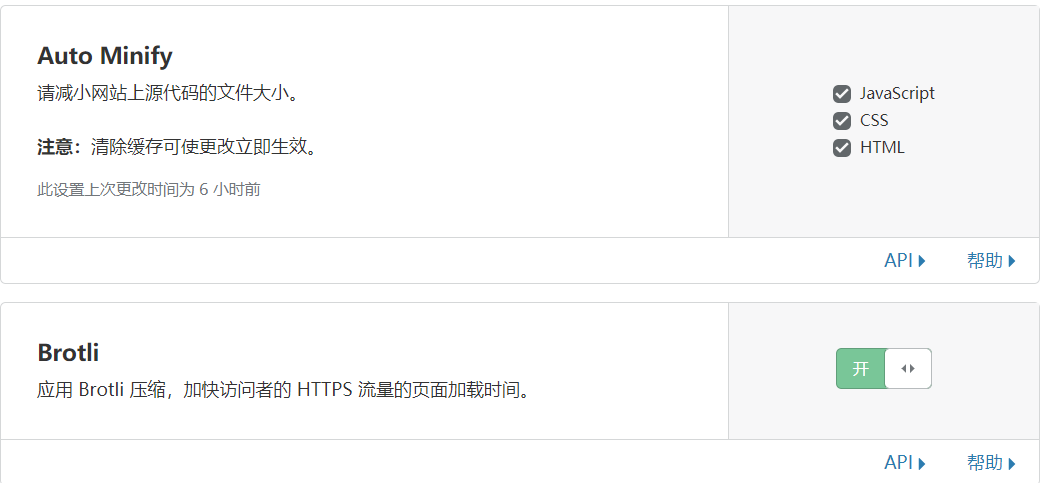 Auto Minify
请减小网站上源代码的文件大小。
注意：清除缓存可使更改立即生效。
此设置上次更改时间为 6 小时前
JavaScript
CSS
HTML
API
帮助
Brotli
应用 Brotli 压缩，加快访问者的 HTTPS 流量的页面加载时间。
开
API
帮助